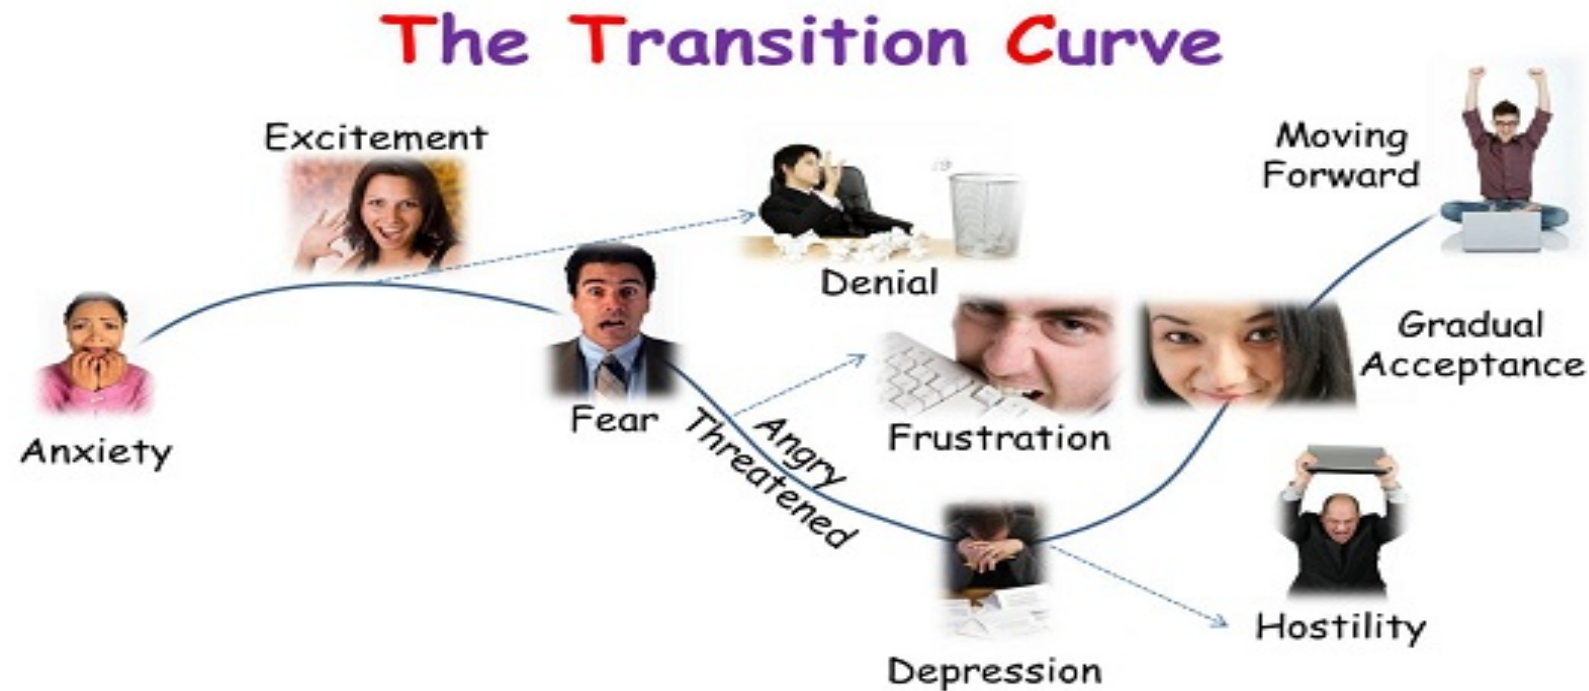 The Transition Curve
Excitement
Moving
Forward
Denial
Gradual
Acceptance
Anxiety
Fear
Angry
Threatened
Frustration
Hostility
Depression